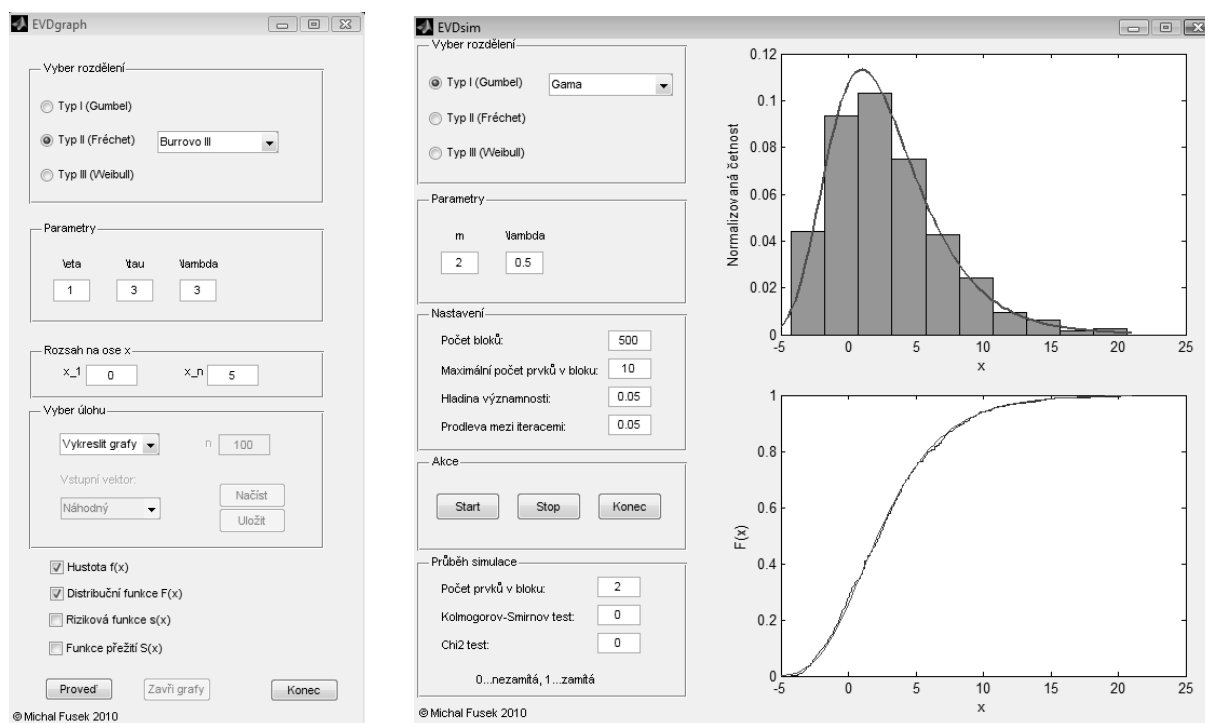 EVDgraph
Vyber rozdělení
Typ I (Gumbel)
Typ II (Fréchet)
Burrovo III
Typ III (Weibull)
Parametry
\eta \tau \lambda
1 3 3
Rozsah na ose x
x_1 0 x_n 5
Vyber úlohu
Vykreslit grafy n 100
Vstupní vektor:
Náhodný
Načíst
Uložit
Hustota f(x)
Distribuční funkce F(x)
Riziková funkce s(x)
Funkce přežití S(x)
Proveď Zavři grafy Konec
© Michal Fusek 2010
EVDsim
Vyber rozdělení
Typ I (Gumbel) Gama
Typ II (Fréchet)
Typ III (Weibull)
Parametry
m \lambda
2 0.5
Nastavení
Počet bloků: 500
Maximální počet prvků v bloku: 10
Hladina významnosti: 0.05
Prodleva mezi iteracemi: 0.05
Akce
Start Stop Konec
Průběh simulace
Počet prvků v bloku: 2
Kolmogorov-Smirnov test: 0
Chi2 test: 0
0...nezamítá, 1...zamítá
© Michal Fusek 2010
Normalizovaná četnost
0.12
0.1
0.08
0.06
0.04
0.02
0
-5 0 5 10 15 20 25
x
F(x)
1
0.8
0.6
0.4
0.2
0
-5 0 5 10 15 20 25
x